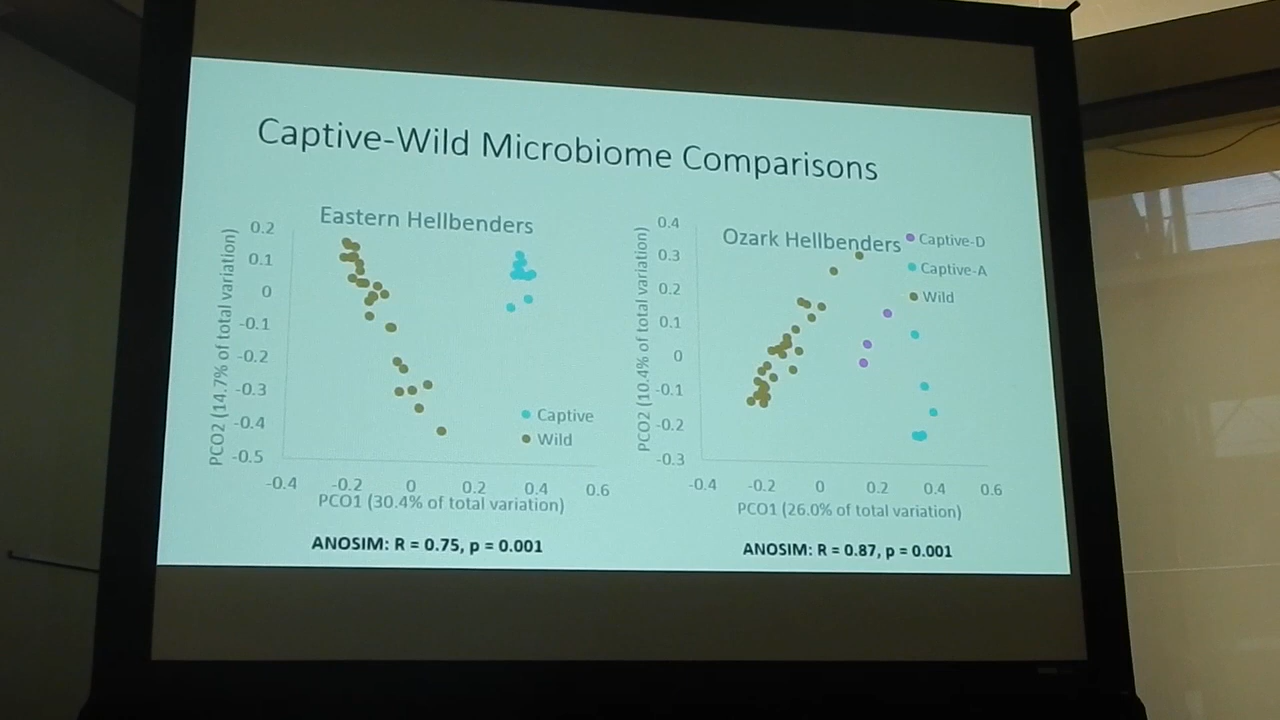 Captive-Wild Microbiome Comparisons
Eastern Hellbenders
PCO2 (14.7% of total variation)
0.2
0.1
0
-0.1
-0.2
-0.3
-0.4
-0.5
-0.4
-0.2
0
0.2
0.4
0.6
PCO1 (30.4% of total variation)
Captive
Wild
ANOSIM: R = 0.75, p = 0.001
Ozark Hellbenders
PCO2 (10.4% of total variation)
0.4
0.3
0.2
0.1
0
-0.1
-0.2
-0.3
-0.4
-0.2
0
0.2
0.4
0.6
PCO1 (26.0% of total variation)
Captive-D
Captive-A
Wild
ANOSIM: R = 0.87, p = 0.001